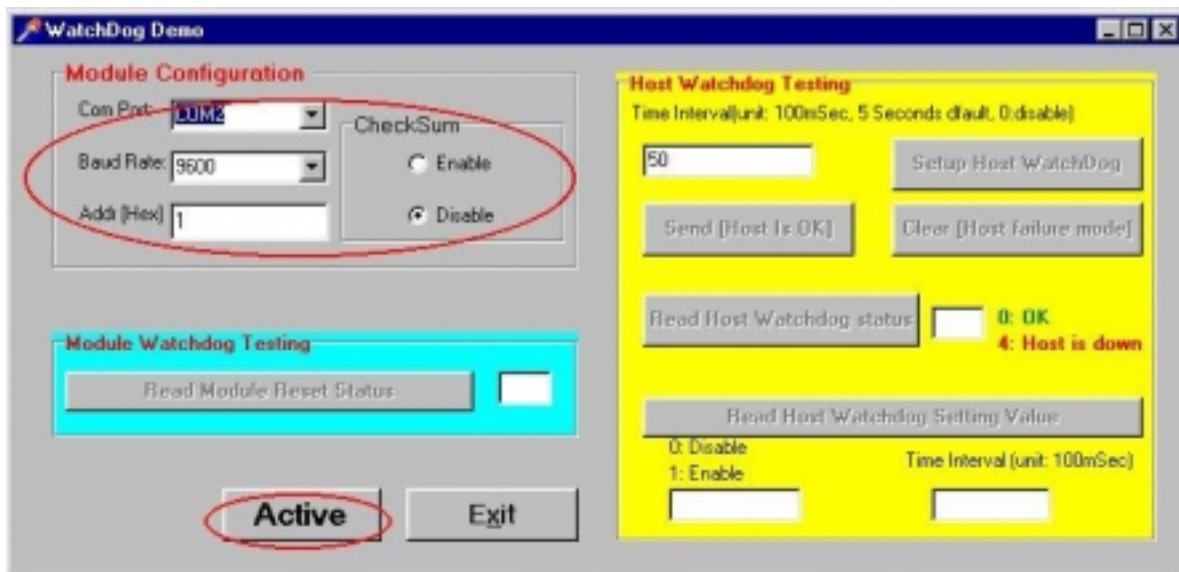 WatchDog Demo
Module Configuration
Com Port:
COM2
CheckSum
Baud Rate:
9600
Enable
Addr (Hex)
1
Disable
Module Watchdog Testing
Read Module Reset Status
Active
Exit
Host Watchdog Testing
Time Interval(unit: 100mSec, 5 Seconds dfault, 0:disable)
50
Setup Host WatchDog
Send [Host Is OK]
Clear [Host failure mode]
Read Host Watchdog status
0: OK
4: Host is down
Read Host Watchdog Setting Value
0: Disable
1: Enable
Time Interval (unit: 100mSec)